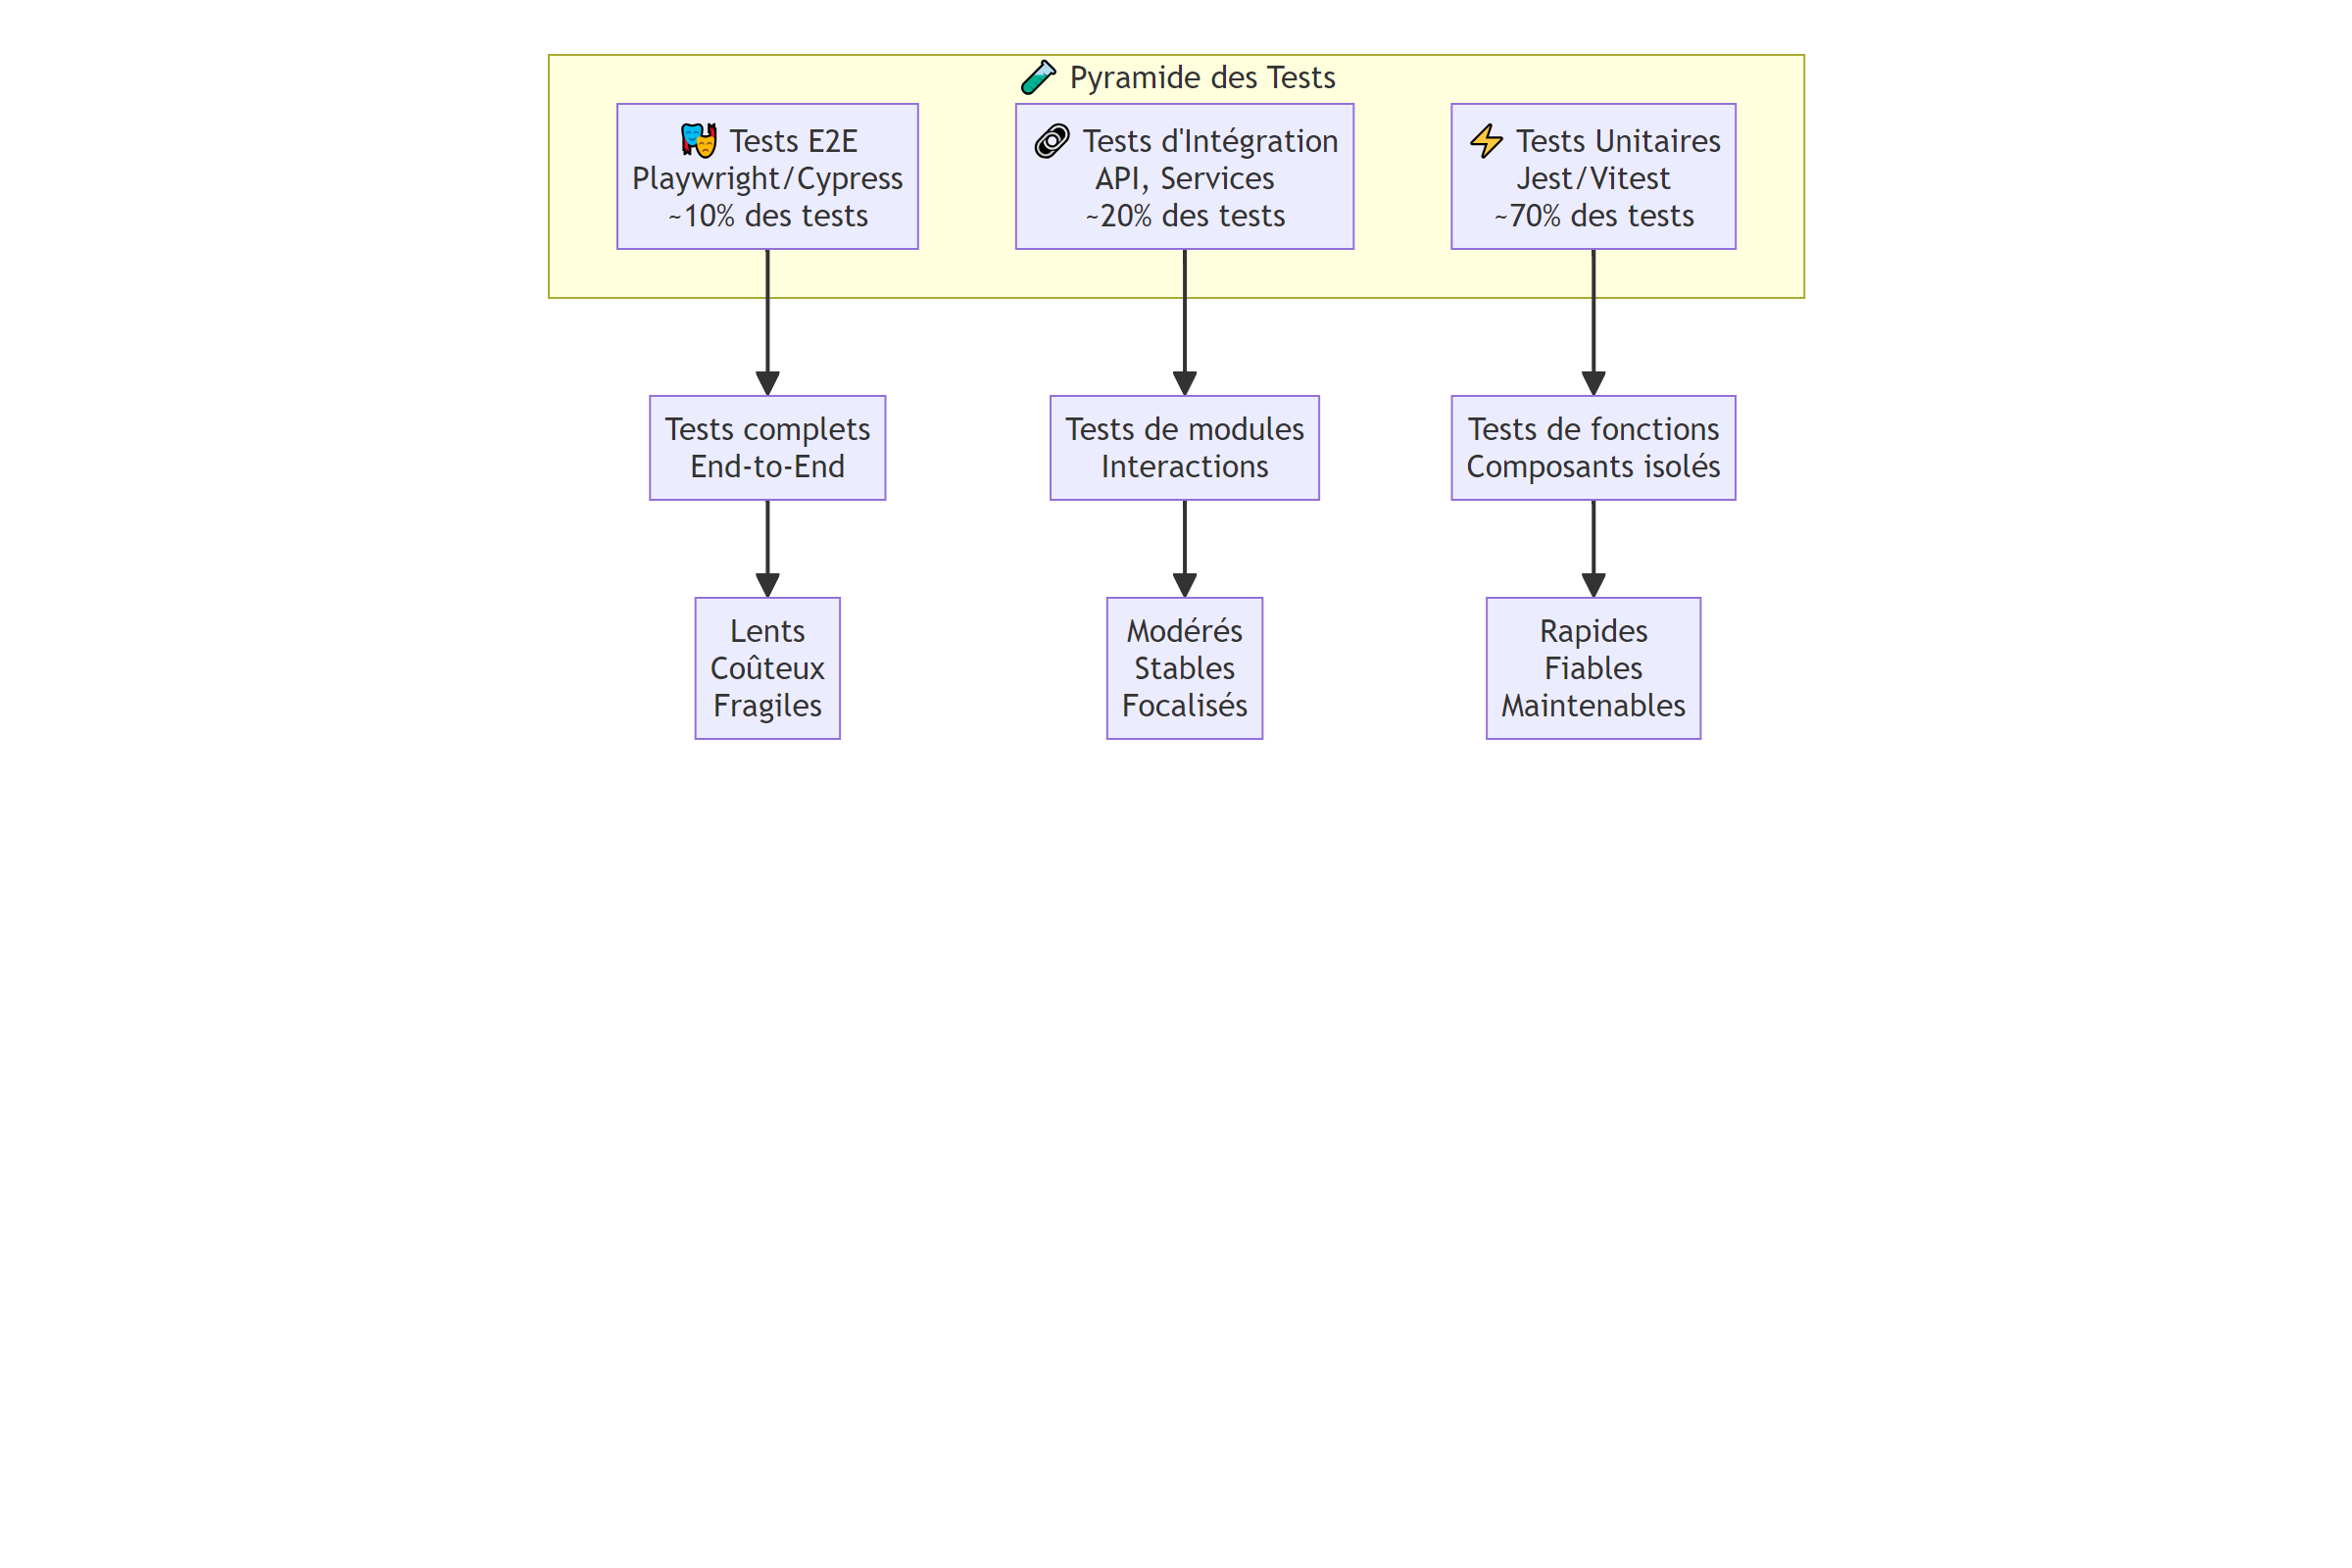 🧪 Pyramide des Tests
🎭 Tests E2E
Playwright/Cypress
~10% des tests
🔗 Tests d'Intégration
API, Services
~20% des tests
⚡ Tests Unitaires
Jest/Vitest
~70% des tests
Tests complets
End-to-End
Tests de modules
Interactions
Tests de fonctions
Composants isolés
Lents
Coûteux
Fragiles
Modérés
Stables
Focalisés
Rapides
Fiables
Maintenables